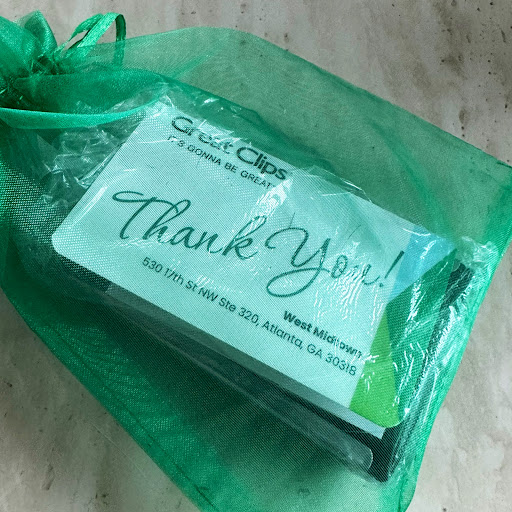 Great Clips
IT'S GONNA BE GREAT
Thank You!
West Midtown
530 17th St NW Ste 320, Atlanta, GA 30318